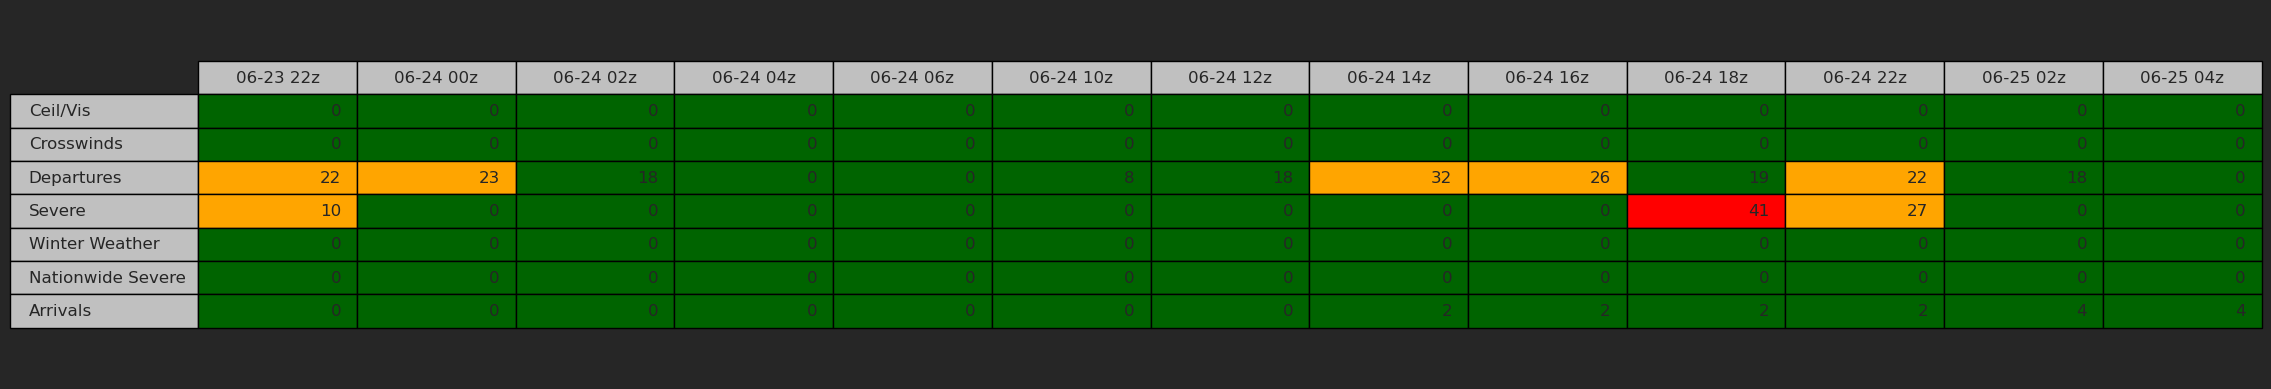 06-23 22z 06-24 00z 06-24 02z 06-24 04z 06-24 06z 06-24 10z 06-24 12z 06-24 14z 06-24 16z 06-24 18z 06-24 22z 06-25 02z 06-25 04z
Ceil/Vis 0 0 0 0 0 0 0 0 0 0 0 0 0
Crosswinds 0 0 0 0 0 0 0 0 0 0 0 0 0
Departures 22 23 18 0 0 8 18 32 26 19 22 18 0
Severe 10 0 0 0 0 0 0 0 0 41 27 0 0
Winter Weather 0 0 0 0 0 0 0 0 0 0 0 0 0
Nationwide Severe 0 0 0 0 0 0 0 0 0 0 0 0 0
Arrivals 0 0 0 0 0 0 0 2 2 2 2 4 4